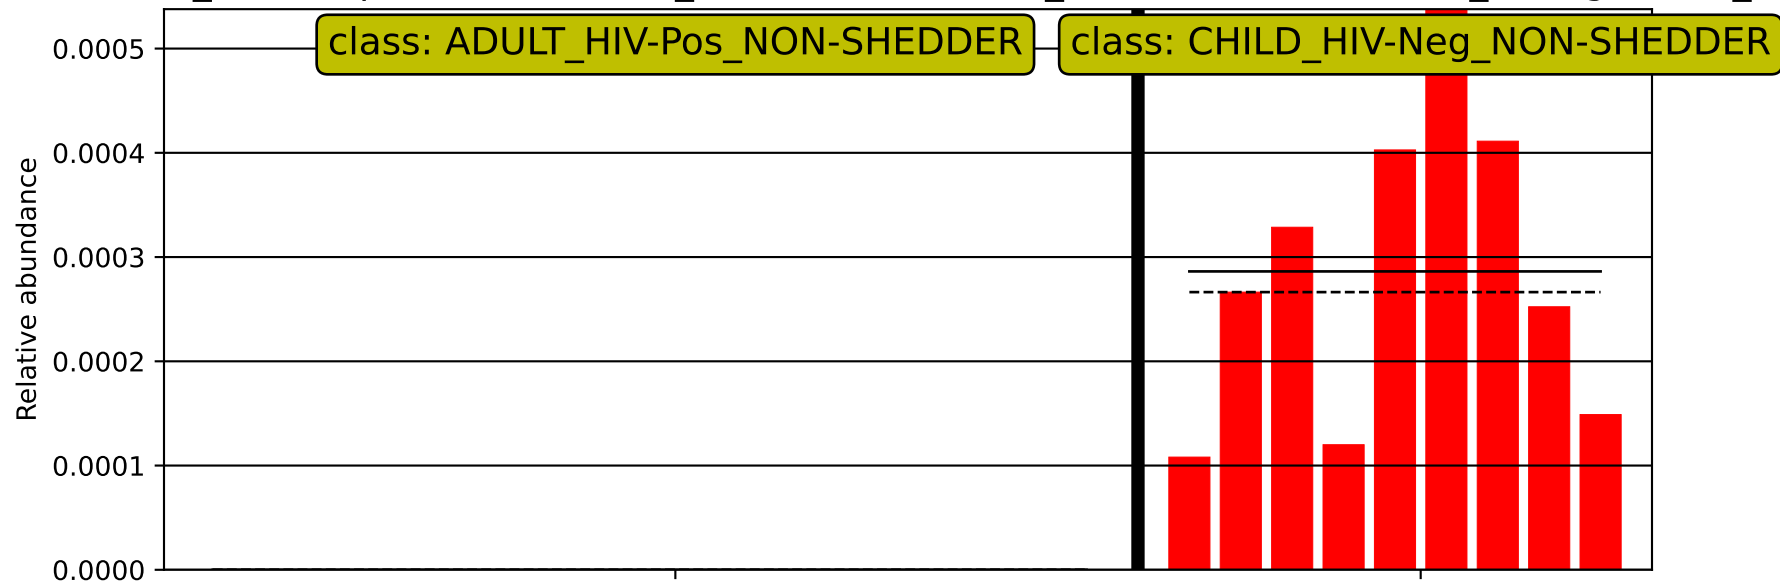 class: ADULT_HIV-Pos_NON-SHEDDER
class: CHILD_HIV-Neg_NON-SHEDDER
Relative abundance
0.0005
0.0004
0.0003
0.0002
0.0001
0.0000